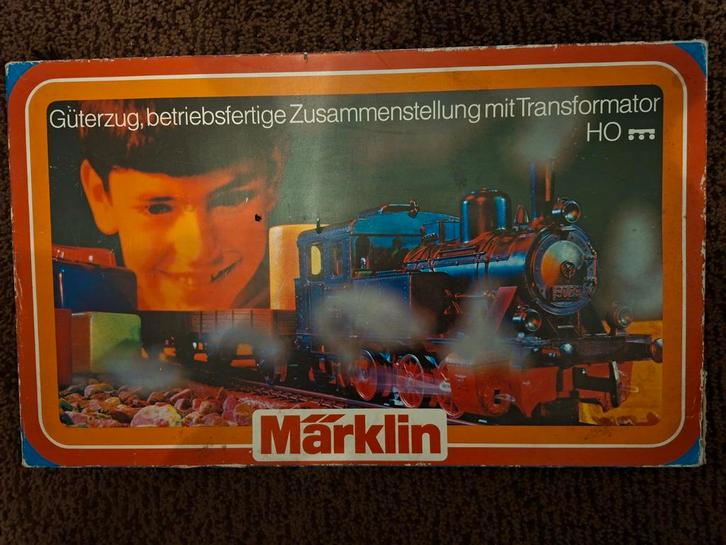 Güterzug, betriebsfertige Zusammenstellung mit Transformator
HO
Märklin